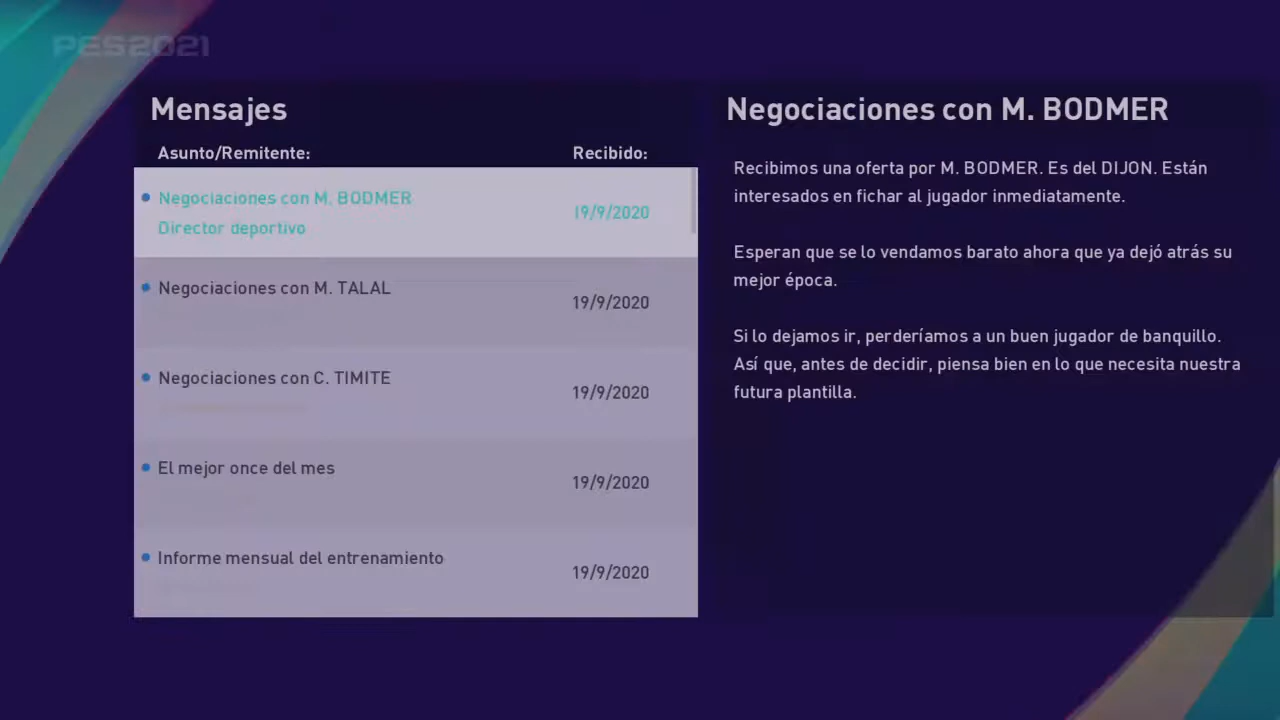 PES2021
Mensajes
Asunto/Remitente: Recibido:
Negociaciones con M. BODMER
Director deportivo
19/9/2020
Negociaciones con M. TALAL
19/9/2020
Negociaciones con C. TIMITE
19/9/2020
El mejor once del mes
19/9/2020
Informe mensual del entrenamiento
19/9/2020
Negociaciones con M. BODMER
Recibimos una oferta por M. BODMER. Es del DIJON. Están
interesados en fichar al jugador inmediatamente.
Esperan que se lo vendamos barato ahora que ya dejó atrás su
mejor época.
Si lo dejamos ir, perderíamos a un buen jugador de banquillo.
Así que, antes de decidir, piensa bien en lo que necesita nuestra
futura plantilla.